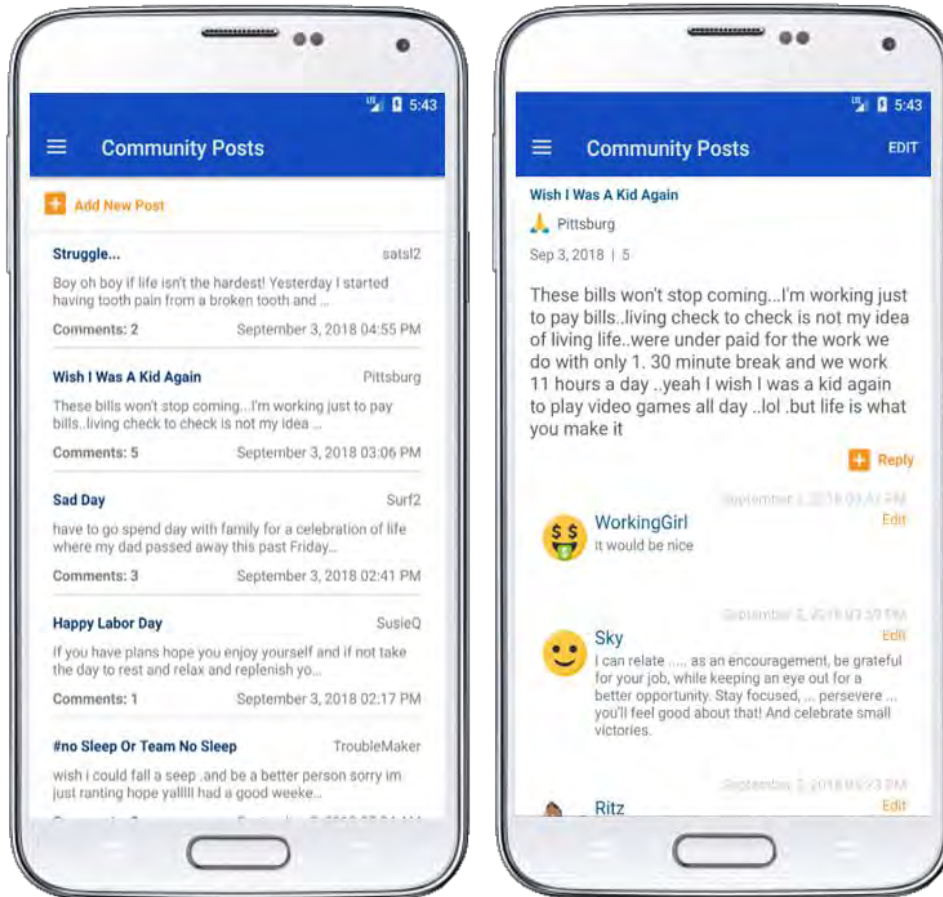 5:43
Community Posts
Add New Post
Struggle...
satsl2
Boy oh boy if life isn't the hardest! Yesterday I started
having tooth pain from a broken tooth and ...
Comments: 2
September 3, 2018 04:55 PM
Wish I Was A Kid Again
Pittsburg
These bills won't stop coming...I'm working just to pay
bills..living check to check is not my idea ...
Comments: 5
September 3, 2018 03:06 PM
Sad Day
Surf2
have to go spend day with family for a celebration of life
where my dad passed away this past Friday...
Comments: 3
September 3, 2018 02:41 PM
Happy Labor Day
SusieQ
If you have plans hope you enjoy yourself and if not take
the day to rest and relax and replenish yo...
Comments: 1
September 3, 2018 02:17 PM
#no Sleep Or Team No Sleep
TroubleMaker
wish i could fall a seep .and be a better person sorry im
just ranting hope yalllll had a good weeke...
5:43
Community Posts
EDIT
Wish I Was A Kid Again
Pittsburg
Sep 3, 2018 | 5
These bills won't stop coming...I'm working just
to pay bills..living check to check is not my idea
of living life..were under paid for the work we
do with only 1. 30 minute break and we work
11 hours a day ..yeah I wish I was a kid again
to play video games all day ..lol .but life is what
you make it
Reply
WorkingGirl
Edit
It would be nice
Sky
Edit
I can relate ..... as an encouragement, be grateful
for your job, while keeping an eye out for a
better opportunity. Stay focused, ... persevere ...
you'll feel good about that! And celebrate small
victories.
Ritz
Edit